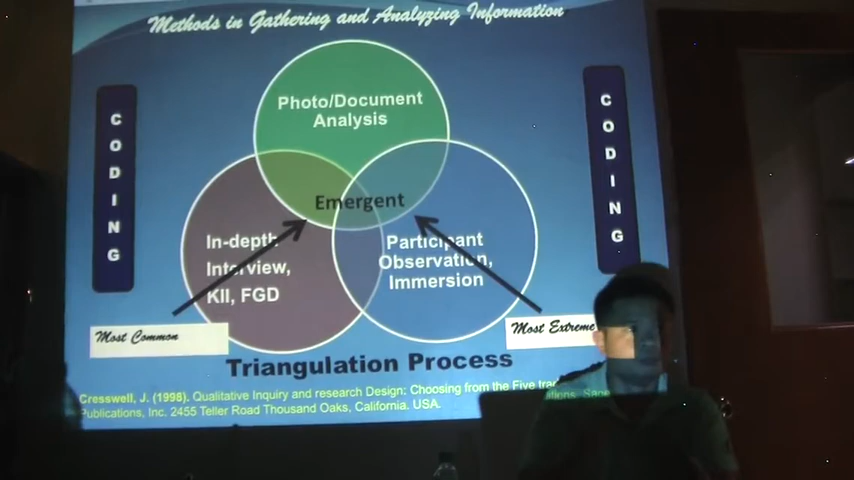 Methods in Gathering and Analyzing Information
CODING
Photo/Document
Analysis
CODING
Emergent
In-depth
Interview,
KII, FGD
Participant
Observation,
Immersion
Most Common
Most Extreme
Triangulation Process
Cresswell, J. (1998). Qualitative Inquiry and research Design: Choosing from the Five
Publications, Inc. 2455 Teller Road Thousand Oaks, California. USA.